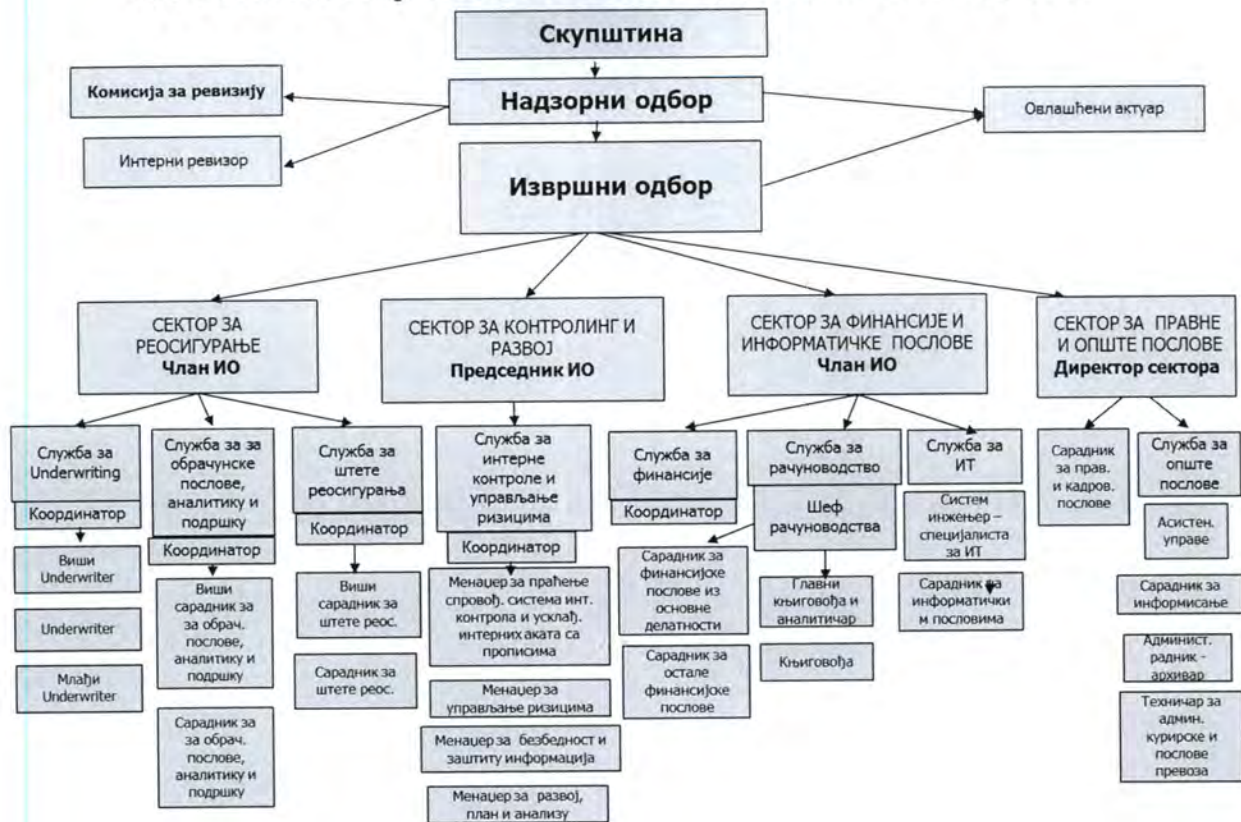 Скупштина
Комисија за ревизију
Надзорни одбор
Овлашћени актуар
Интерни ревизор
Извршни одбор
СЕКТОР ЗА
РЕОСИГУРАЊЕ
Члан ИО
СЕКТОР ЗА КОНТРОЛИНГ И
РАЗВОЈ
Председник ИО
СЕКТОР ЗА ФИНАНСИЈЕ И
ИНФОРМАТИЧКЕ ПОСЛОВЕ
Члан ИО
СЕКТОР ЗА ПРАВНЕ
И ОПШТЕ ПОСЛОВЕ
Директор сектора
Служба за
Underwriting
Координатор
Виши
Underwriter
Underwriter
Млађи
Underwriter
Служба за за
обрачунске
послове,
аналитику и
подршку
Координатор
Виши
сарадник за
за обрач.
послове,
аналитику и
подршку
Сарадник за
за обрач.
послове,
аналитику и
подршку
Служба за
штете
реосигурања
Координатор
Виши
сарадник за
штете реос.
Сарадник за
штете реос.
Служба за
интерне
контроле и
управљање
ризицима
Координатор
Менаџер за праћење
спровођ. система инт.
контрола и усклађ.
интерних аката са
прописима
Менаџер за
управљање ризицима
Менаџер за безбедност и
заштиту информација
Менаџер за развој,
план и анализу
Служба за
финансије
Координатор
Сарадник за
финансијске
послове из
основне
делатности
Сарадник за
остале
финансијске
послове
Служба за
рачуноводство
Шеф
рачуноводства
Главни
књиговођа и
аналитичар
Књиговођа
Служба за
ИТ
Систем
инжењер –
специјалиста
за ИТ
Сарадник за
информатички
м пословима
Сарадник
за прав.
и кадров.
послове
Служба за
опште
послове
Асистен.
управе
Сарадник за
информисање
Админист.
радник -
архивар
Техничар за
админ.
курирске и
послове
превоза